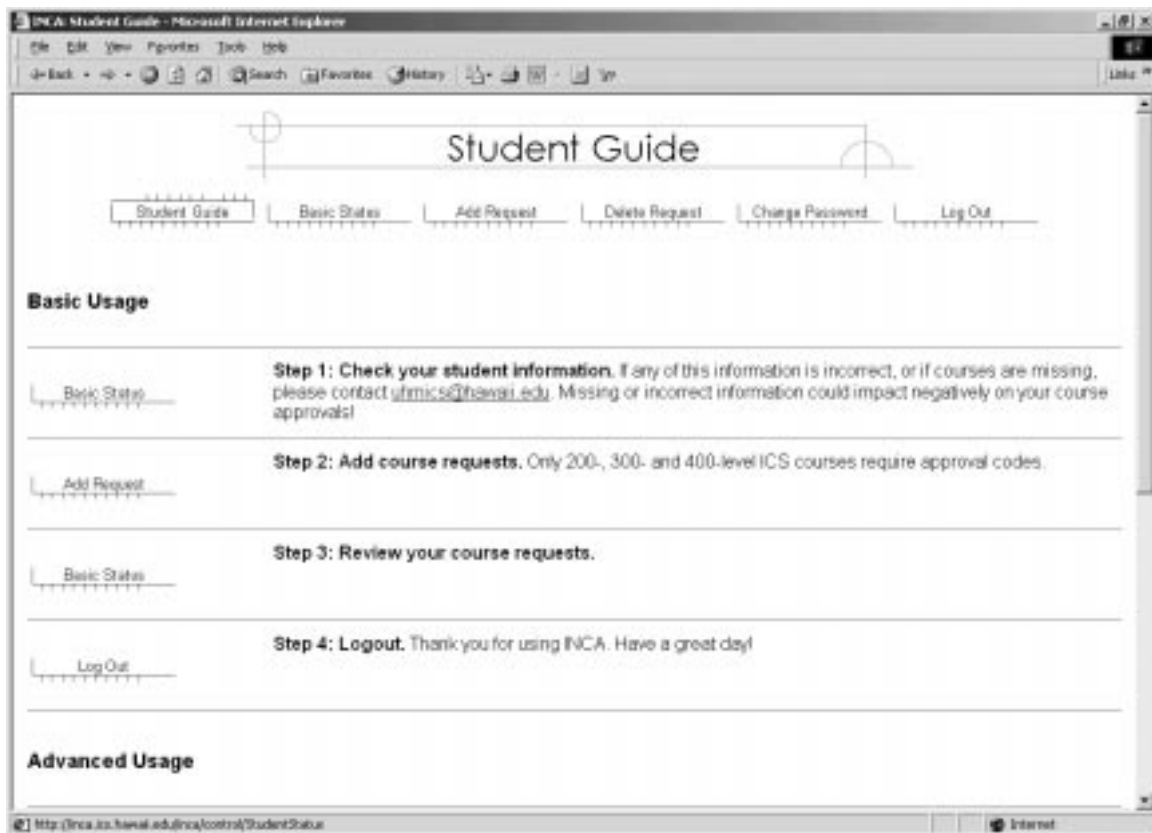 INCA: Student Guide - Microsoft Internet Explorer
File Edit View Favorites Tools Help
Back Search Favorites History
Links »
Student Guide
Student Guide Basic Status Add Request Delete Request Change Password Log Out
Basic Usage
Step 1: Check your student information. If any of this information is incorrect, or if courses are missing,
Basic Status
please contact uhmics@hawaii.edu. Missing or incorrect information could impact negatively on your course
approvals!
Step 2: Add course requests. Only 200-, 300- and 400-level ICS courses require approval codes.
Add Request
Step 3: Review your course requests.
Basic Status
Step 4: Logout. Thank you for using INCA. Have a great day!
Log Out
Advanced Usage
http://inca.ics.hawaii.edu/inca/control/StudentStatus
Internet